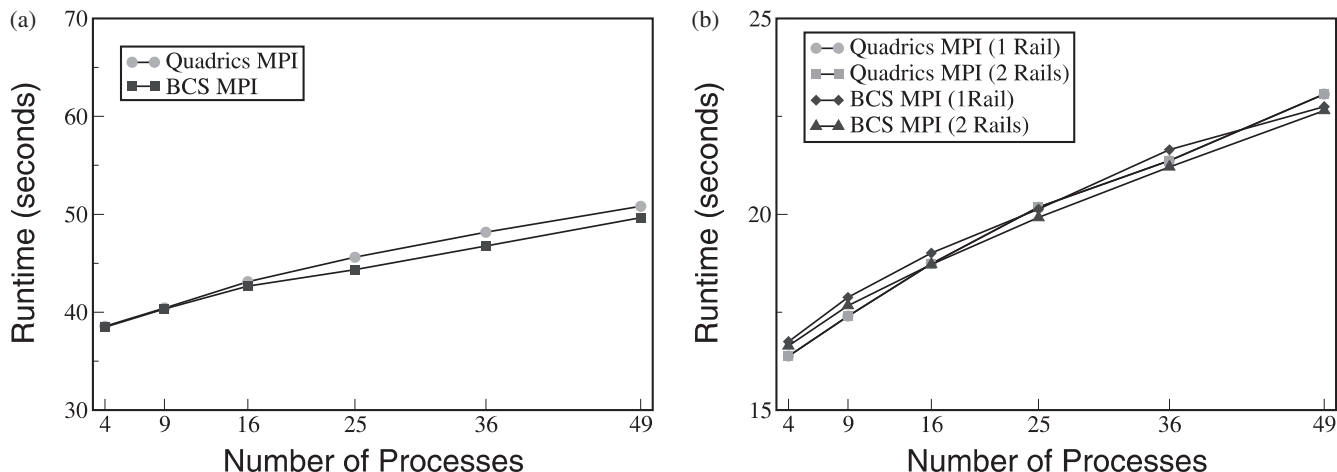 (a)
70
60
50
40
30
Runtime (seconds)
Quadrics MPI
BCS MPI
4 9 16 25 36 49
Number of Processes
(b)
25
20
15
Runtime (seconds)
Quadrics MPI (1 Rail)
Quadrics MPI (2 Rails)
BCS MPI (1Rail)
BCS MPI (2 Rails)
4 9 16 25 36 49
Number of Processes